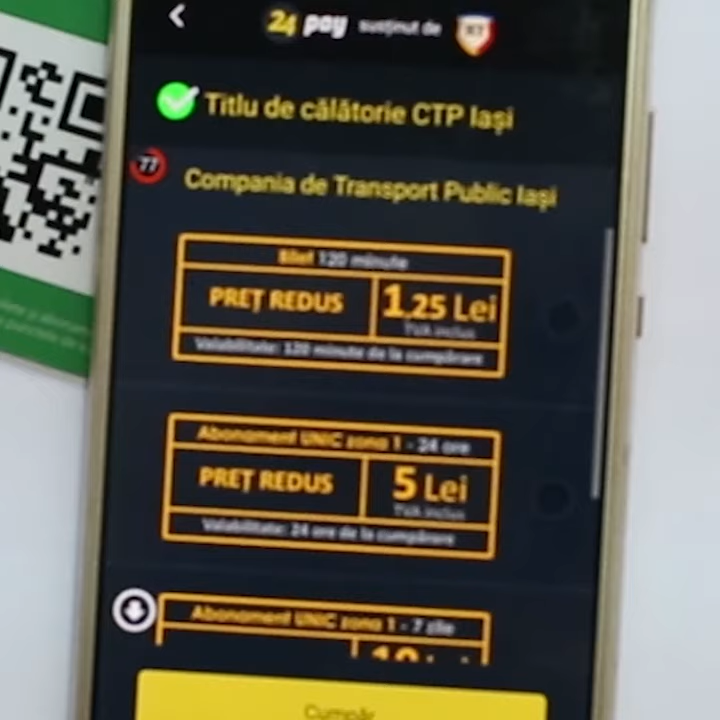 24 pay susținut de
Titlu de călătorie CTP Iași
77
Compania de Transport Public Iași
Bilet 120 minute
PREȚ REDUS
1,25 Lei
TVA inclus
Valabilitate: 120 minute de la cumpărare
Abonament UNIC zona 1 - 24 ore
PREȚ REDUS
5 Lei
TVA inclus
Valabilitate: 24 ore de la cumpărare
Abonament UNIC zona 1 - 7 zile
Cumpăr